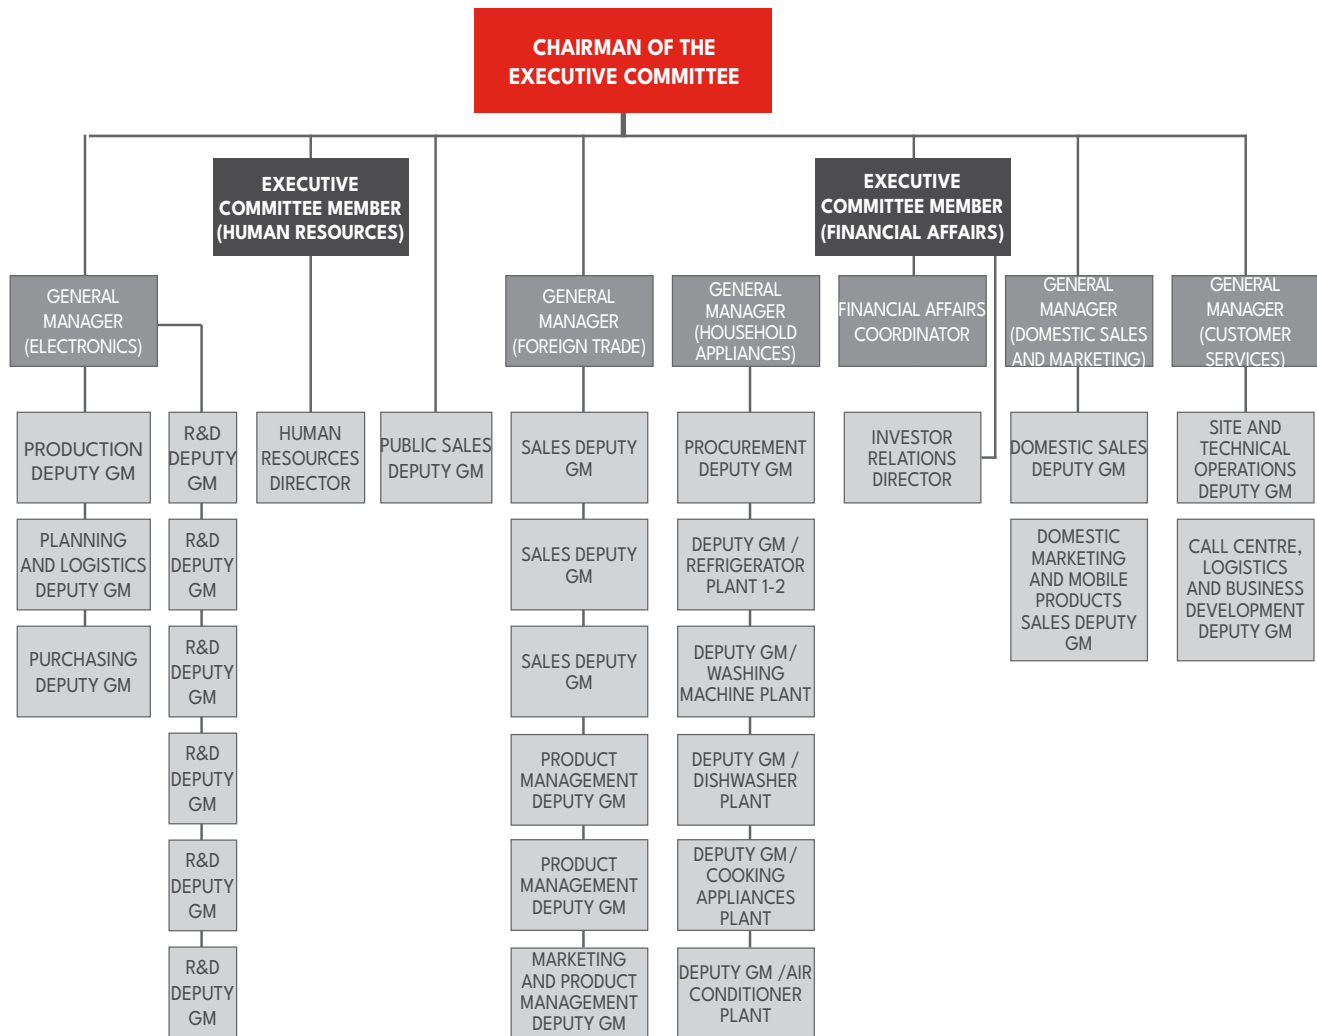 CHAIRMAN OF THE
EXECUTIVE COMMITTEE
EXECUTIVE
COMMITTEE MEMBER
(HUMAN RESOURCES)
EXECUTIVE
COMMITTEE MEMBER
(FINANCIAL AFFAIRS)
GENERAL
MANAGER
(ELECTRONICS)
GENERAL
MANAGER
(FOREIGN TRADE)
GENERAL
MANAGER
(HOUSEHOLD
APPLIANCES)
FINANCIAL AFFAIRS
COORDINATOR
GENERAL
MANAGER
(DOMESTIC SALES
AND MARKETING)
GENERAL
MANAGER
(CUSTOMER
SERVICES)
PRODUCTION
DEPUTY GM
R&D
DEPUTY
GM
HUMAN
RESOURCES
DIRECTOR
PUBLIC SALES
DEPUTY GM
SALES DEPUTY
GM
PROCUREMENT
DEPUTY GM
INVESTOR
RELATIONS
DIRECTOR
DOMESTIC SALES
DEPUTY GM
SITE AND
TECHNICAL
OPERATIONS
DEPUTY GM
PLANNING
AND LOGISTICS
DEPUTY GM
R&D
DEPUTY
GM
SALES DEPUTY
GM
DEPUTY GM /
REFRIGERATOR
PLANT 1-2
DOMESTIC
MARKETING
AND MOBILE
PRODUCTS
SALES DEPUTY
GM
CALL CENTRE,
LOGISTICS
AND BUSINESS
DEVELOPMENT
DEPUTY GM
PURCHASING
DEPUTY GM
R&D
DEPUTY
GM
SALES DEPUTY
GM
DEPUTY GM/
WASHING
MACHINE PLANT
R&D
DEPUTY
GM
PRODUCT
MANAGEMENT
DEPUTY GM
DEPUTY GM /
DISHWASHER
PLANT
R&D
DEPUTY
GM
PRODUCT
MANAGEMENT
DEPUTY GM
DEPUTY GM/
COOKING
APPLIANCES
PLANT
R&D
DEPUTY
GM
MARKETING
AND PRODUCT
MANAGEMENT
DEPUTY GM
DEPUTY GM /AIR
CONDITIONER
PLANT